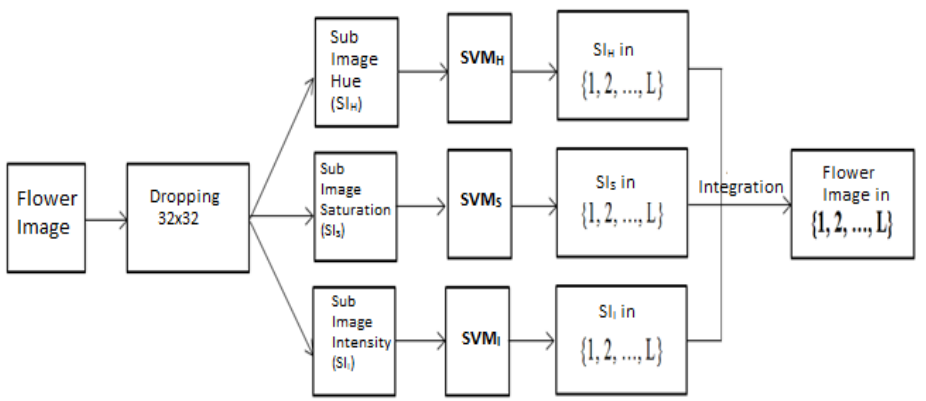 Flower
Image
Dropping
32x32
Sub
Image
Hue
(SIH)
SVMH
SIH in
{1, 2, ..., L}
Sub
Image
Saturation
(SIS)
SVMS
SIS in
{1, 2, ..., L}
Sub
Image
Intensity
(SII)
SVMI
SII in
{1, 2, ..., L}
Integration
Flower
Image in
{1, 2, ..., L}